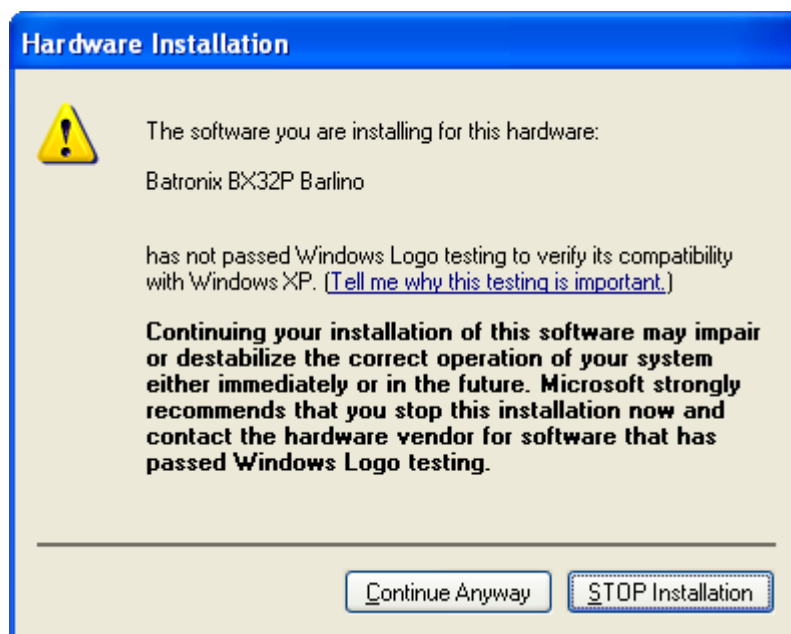 Hardware Installation
The software you are installing for this hardware:
Batronix BX32P Barlino
has not passed Windows Logo testing to verify its compatibility
with Windows XP. (Tell me why this testing is important.)
Continuing your installation of this software may impair
or destabilize the correct operation of your system
either immediately or in the future. Microsoft strongly
recommends that you stop this installation now and
contact the hardware vendor for software that has
passed Windows Logo testing.
Continue Anyway
STOP Installation